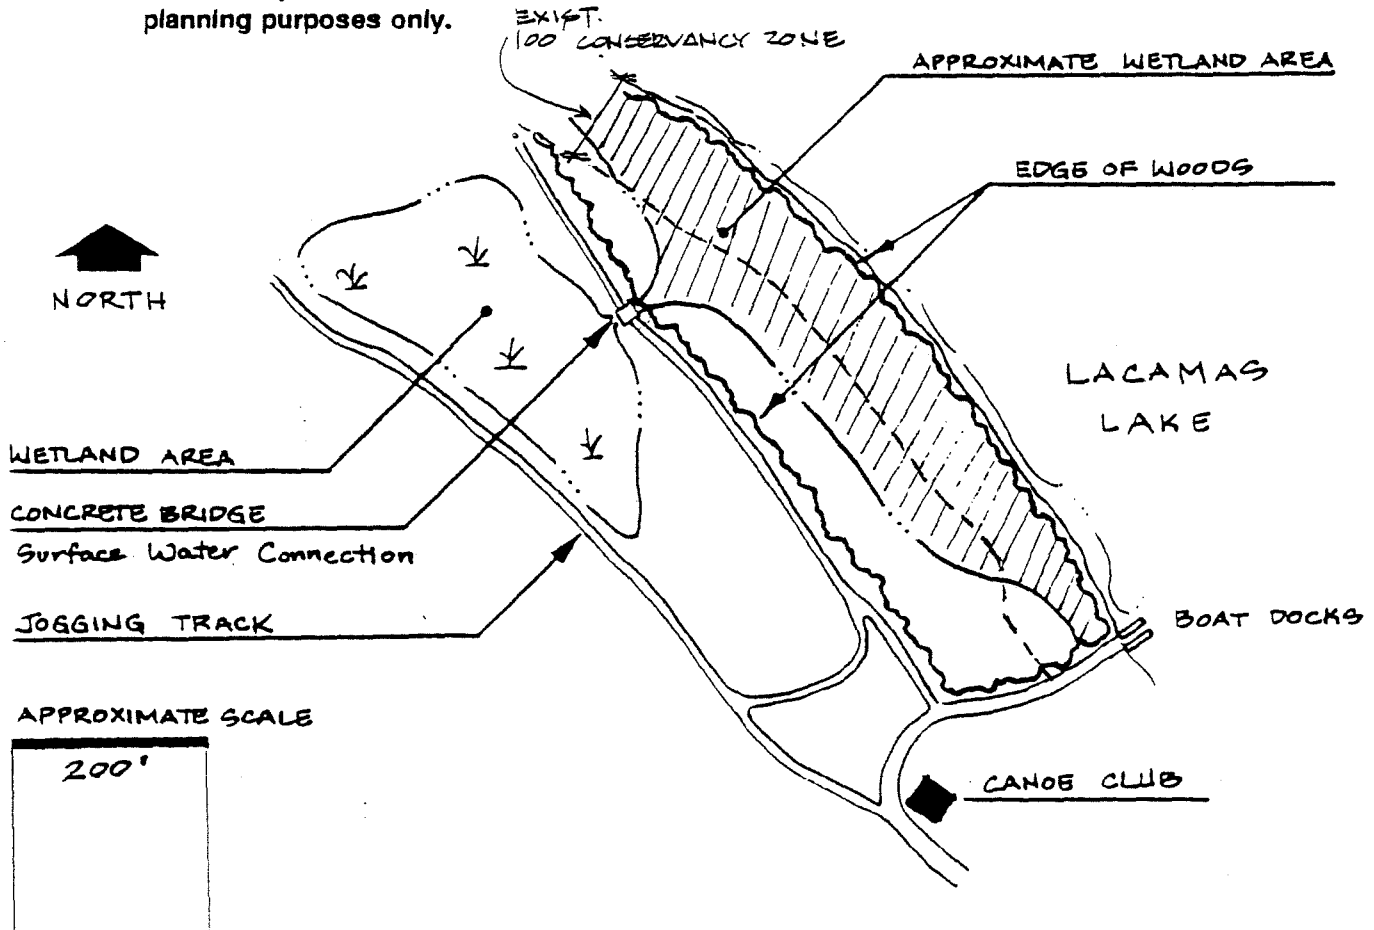 planning purposes only.
EXIST.
100' CONSERVANCY ZONE
APPROXIMATE WETLAND AREA
EDGE OF WOODS
NORTH
LACAMAS
LAKE
WETLAND AREA
CONCRETE BRIDGE
Surface Water Connection
JOGGING TRACK
BOAT DOCKS
APPROXIMATE SCALE
200'
CANOE CLUB